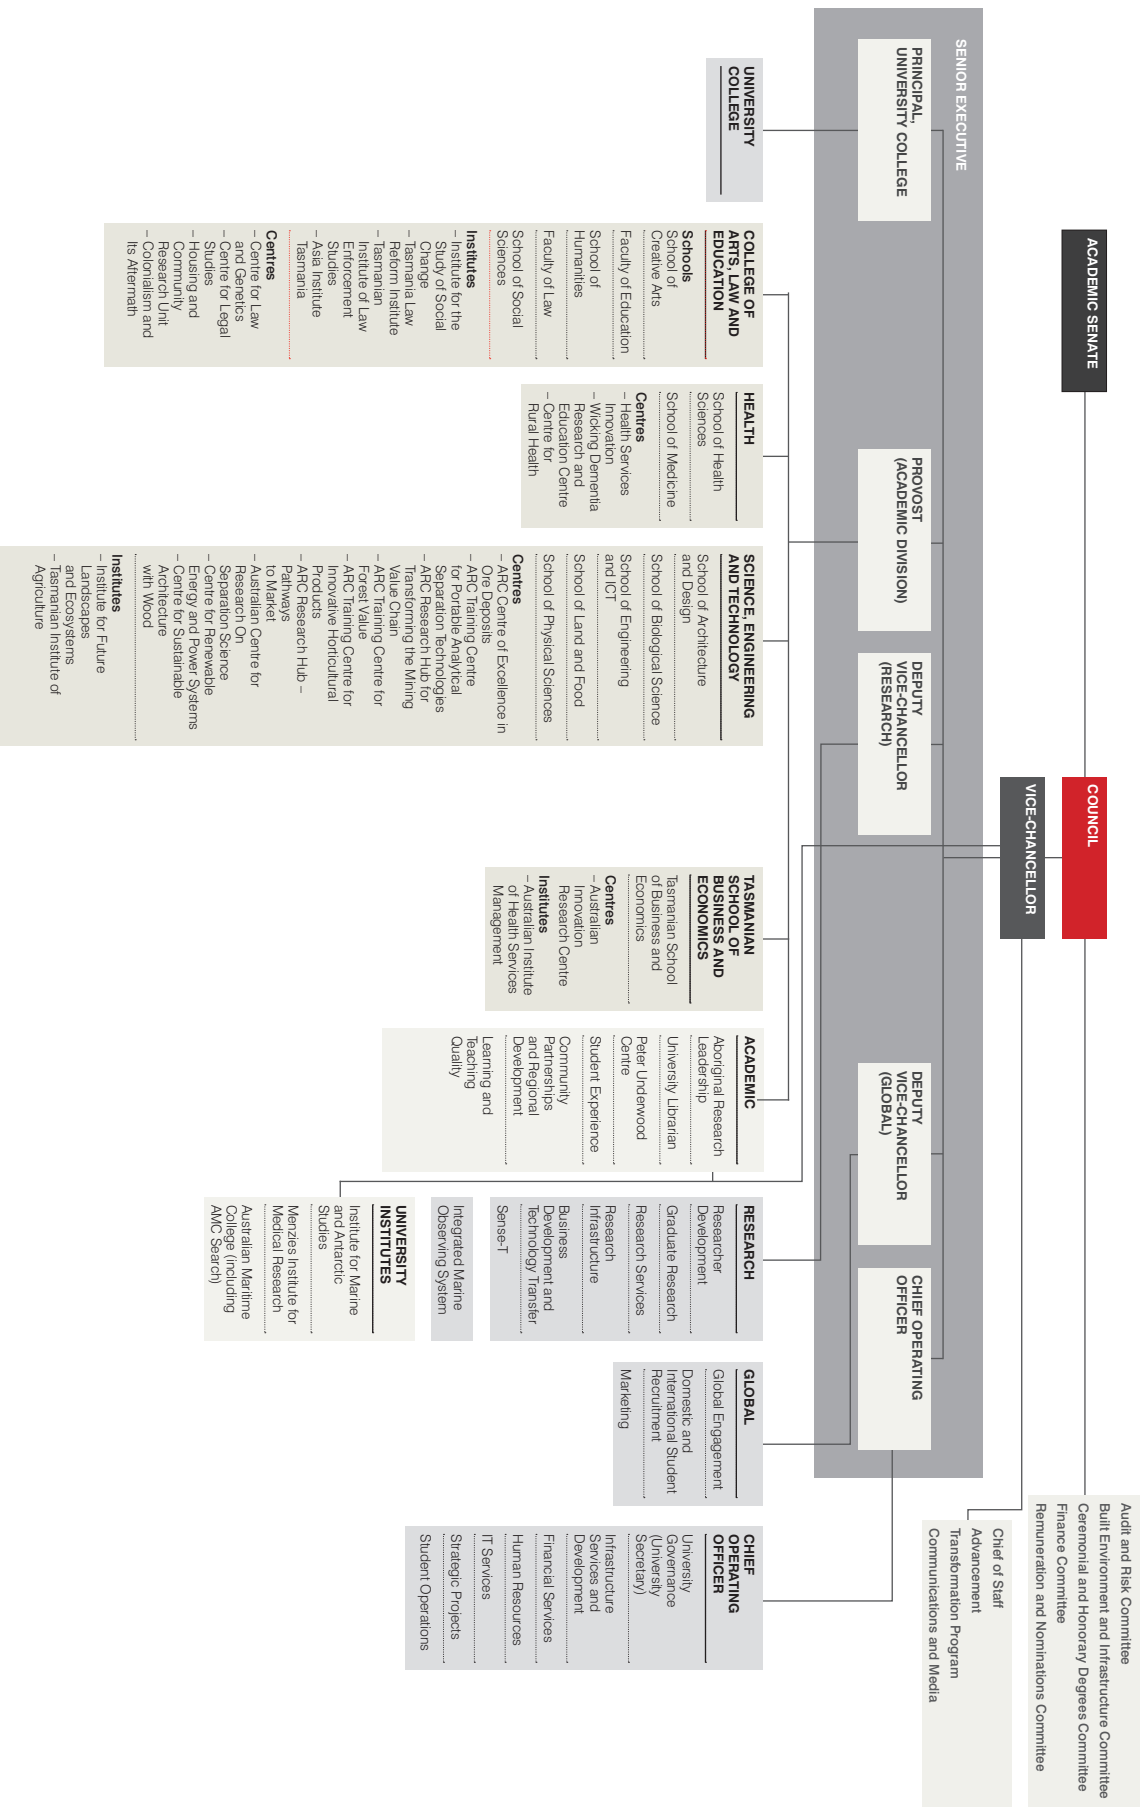 ACADEMIC SENATE
COUNCIL
Audit and Risk Committee
Built Environment and Infrastructure Committee
Ceremonial and Honorary Degrees Committee
Finance Committee
Remuneration and Nominations Committee
VICE-CHANCELLOR
Chief of Staff
Advancement
Transformation Program
Communications and Media
SENIOR EXECUTIVE
PRINCIPAL,
UNIVERSITY COLLEGE
PROVOST
(ACADEMIC DIVISION)
DEPUTY
VICE-CHANCELLOR
(RESEARCH)
DEPUTY
VICE-CHANCELLOR
(GLOBAL)
CHIEF OPERATING
OFFICER
UNIVERSITY
COLLEGE
COLLEGE OF
ARTS, LAW AND
EDUCATION
Schools
School of
Creative Arts
Faculty of Education
School of
Humanities
Faculty of Law
School of Social
Sciences
Institutes
– Institute for the
Study of Social
Change
– Tasmania Law
Reform Institute
– Tasmanian
Institute of Law
Enforcement
Studies
– Asia Institute
Tasmania
Centres
– Centre for Law
and Genetics
– Centre for Legal
Studies
– Housing and
Community
Research Unit
– Colonialism and
Its Aftermath
HEALTH
School of Health
Sciences
School of Medicine
Centres
– Health Services
Innovation
– Wicking Dementia
Research and
Education Centre
– Centre for
Rural Health
SCIENCE, ENGINEERING
AND TECHNOLOGY
School of Architecture
and Design
School of Biological Science
School of Engineering
and ICT
School of Land and Food
School of Physical Sciences
Centres
– ARC Centre of Excellence in
Ore Deposits
– ARC Training Centre
for Portable Analytical
Separation Technologies
– ARC Research Hub for
Transforming the Mining
Value Chain
– ARC Training Centre for
Forest Value
– ARC Training Centre for
Innovative Horticultural
Products
– ARC Research Hub –
Pathways
to Market
– Australian Centre for
Research On
Separation Science
– Centre for Renewable
Energy and Power Systems
– Centre for Sustainable
Architecture
with Wood
Institutes
– Institute for Future
Landscapes
and Ecosystems
– Tasmanian Institute of
Agriculture
TASMANIAN
SCHOOL OF
BUSINESS AND
ECONOMICS
Tasmanian School
of Business and
Economics
Centres
– Australian
Innovation
Research Centre
Institutes
– Australian Institute
of Health Services
Management
ACADEMIC
Aboriginal Research
Leadership
University Librarian
Peter Underwood
Centre
Student Experience
Community
Partnerships
and Regional
Development
Learning and
Teaching
Quality
RESEARCH
Researcher
Development
Graduate Research
Research Services
Research
Infrastructure
Business
Development and
Technology Transfer
Sense-T
Integrated Marine
Observing System
UNIVERSITY
INSTITUTES
Institute for Marine
and Antarctic
Studies
Menzies Institute for
Medical Research
Australian Maritime
College (including
AMC Search)
GLOBAL
Global Engagement
Domestic and
International Student
Recruitment
Marketing
CHIEF
OPERATING
OFFICER
University
Governance
(University
Secretary)
Infrastructure
Services and
Development
Financial Services
Human Resources
IT Services
Strategic Projects
Student Operations